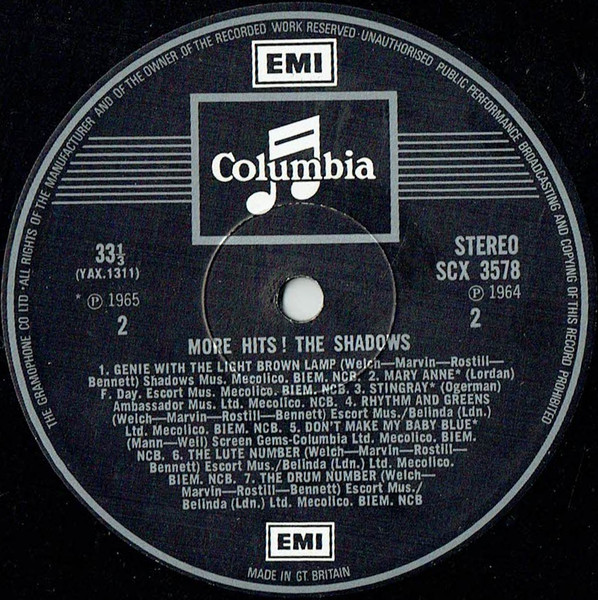 THE GRAMOPHONE CO LTD · ALL RIGHTS OF THE MANUFACTURER AND OF THE OWNER OF THE RECORDED WORK RESERVED · UNAUTHORISED PUBLIC PERFORMANCE BROADCASTING AND COPYING OF THIS RECORD PROHIBITED
EMI
Columbia
33⅓
(YAX.1311)
* ℗ 1965
2
STEREO
SCX 3578
℗ 1964
2
MORE HITS! THE SHADOWS
1. GENIE WITH THE LIGHT BROWN LAMP (Welch—Marvin—Rostill—
Bennett) Shadows Mus. Mecolico. BIEM. NCB. 2. MARY ANNE* (Lordan)
F. Day. Escort Mus. Mecolico. BIEM. NCB. 3. STINGRAY* (Ogerman)
Ambassador Mus. Ltd. Mecolico. NCB. 4. RHYTHM AND GREENS
(Welch—Marvin—Rostill—Bennett) Escort Mus./Belinda (Ldn.)
Ltd. Mecolico. BIEM. NCB. 5. DON'T MAKE MY BABY BLUE*
(Mann—Weil) Screen Gems-Columbia Ltd. Mecolico. BIEM.
NCB. 6. THE LUTE NUMBER (Welch—Marvin—Rostill—
Bennett) Escort Mus./Belinda (Ldn.) Ltd. Mecolico.
BIEM. NCB. 7. THE DRUM NUMBER (Welch—
Marvin—Rostill—Bennett) Escort Mus./
Belinda (Ldn.) Ltd. Mecolico. BIEM. NCB
EMI
MADE IN GT. BRITAIN